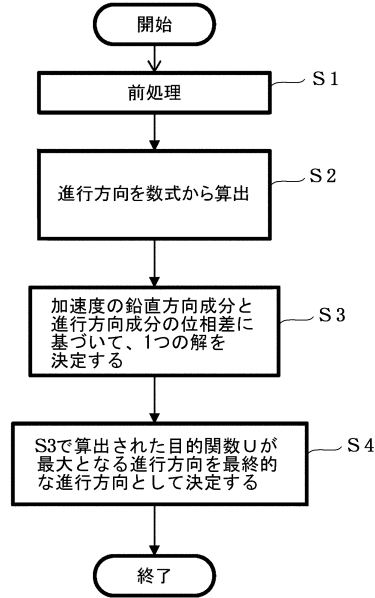 開始
前処理
S1
進行方向を数式から算出
S2
加速度の鉛直方向成分と
進行方向成分の位相差に
基づいて、1つの解を
決定する
S3
S3で算出された目的関数Uが
最大となる進行方向を最終的
な進行方向として決定する
S4
終了